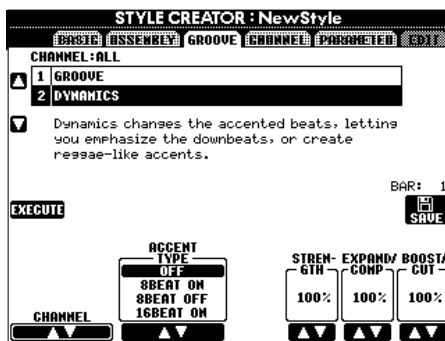 STYLE CREATOR : NewStyle
BASIC ASSEMBLY GROOVE CHANNEL PARAMETER EDIT
CHANNEL:ALL
1 GROOVE
2 DYNAMICS
Dynamics changes the accented beats, letting
you emphasize the downbeats, or create
reggae-like accents.
BAR: 1
EXECUTE
SAVE
ACCENT TYPE
OFF
8BEAT ON
8BEAT OFF
16BEAT ON
STREN-GTH
EXPAND/COMP
BOOST/CUT
100% 100% 100%
CHANNEL